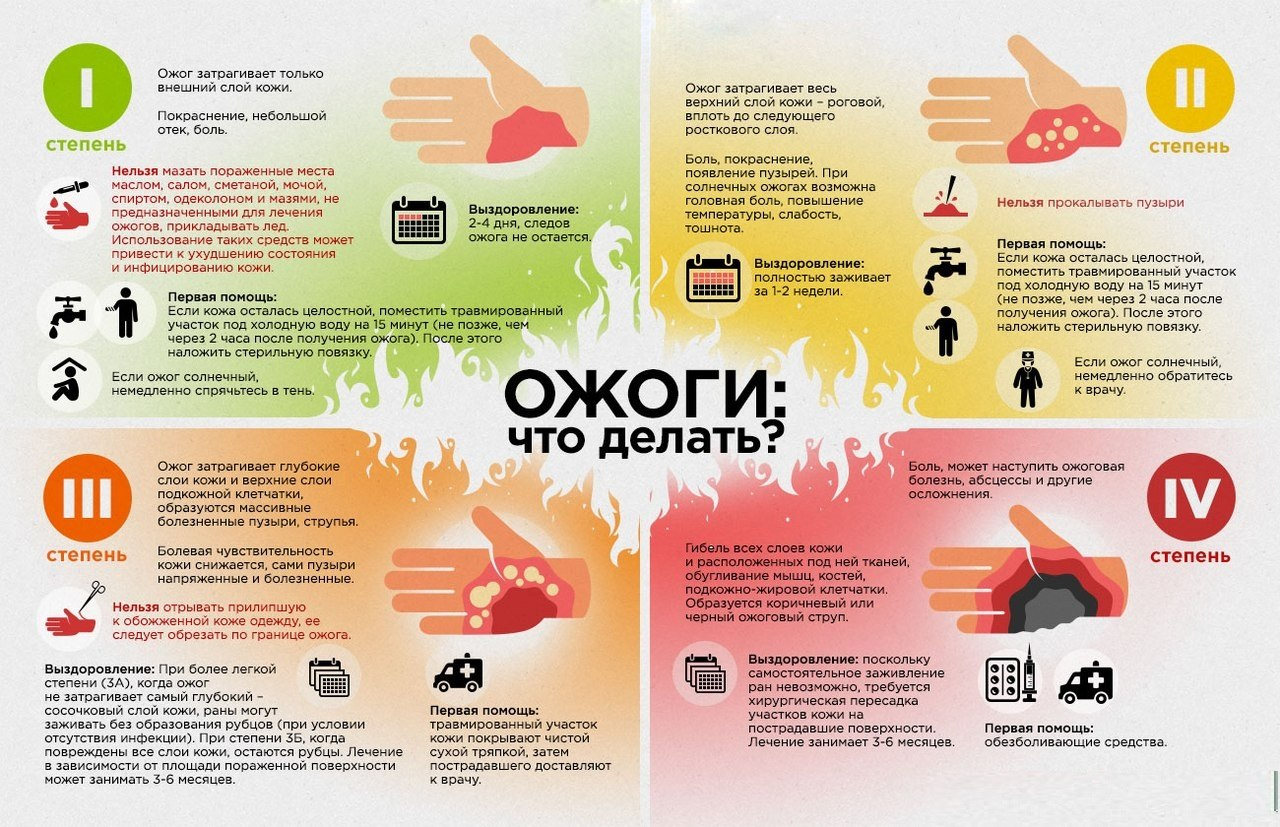 I
степень
Ожог затрагивает только
внешний слой кожи.
Покраснение, небольшой
отек, боль.
Нельзя мазать пораженные места
маслом, салом, сметаной, мочой,
спиртом, одеколоном и мазями, не
предназначенными для лечения
ожогов, прикладывать лед.
Использование таких средств может
привести к ухудшению состояния
и инфицированию кожи.
Выздоровление:
2-4 дня, следов
ожога не остается.
Первая помощь:
Если кожа осталась целостной, поместить травмированный
участок под холодную воду на 15 минут (не позже, чем
через 2 часа после получения ожога). После этого
наложить стерильную повязку.
Если ожог солнечный,
немедленно спрячьтесь в тень.
II
степень
Ожог затрагивает весь
верхний слой кожи – роговой,
вплоть до следующего
росткового слоя.
Боль, покраснение,
появление пузырей. При
солнечных ожогах возможна
головная боль, повышение
температуры, слабость,
тошнота.
Выздоровление:
полностью заживает
за 1-2 недели.
Нельзя прокалывать пузыри
Первая помощь:
Если кожа осталась целостной,
поместить травмированный участок
под холодную воду на 15 минут
(не позже, чем через 2 часа после
получения ожога). После этого
наложить стерильную повязку.
Если ожог солнечный,
немедленно обратитесь
к врачу.
ОЖОГИ:
что делать?
III
степень
Ожог затрагивает глубокие
слои кожи и верхние слои
подкожной клетчатки,
образуются массивные
болезненные пузыри, струпья.
Болевая чувствительность
кожи снижается, сами пузыри
напряженные и болезненные.
Нельзя отрывать прилипшую
к обожженной коже одежду, ее
следует обрезать по границе ожога.
Выздоровление: При более легкой
степени (3А), когда ожог
не затрагивает самый глубокий –
сосочковый слой кожи, раны могут
заживать без образования рубцов (при условии
отсутствия инфекции). При степени 3Б, когда
повреждены все слои кожи, остаются рубцы. Лечение
в зависимости от площади пораженной поверхности
может занимать 3-6 месяцев.
Первая помощь:
травмированный участок
кожи покрывают чистой
сухой тряпкой, затем
пострадавшего доставляют
к врачу.
IV
степень
Боль, может наступить ожоговая
болезнь, абсцессы и другие
осложнения.
Гибель всех слоев кожи
и расположенных под ней тканей,
обугливание мышц, костей,
подкожно-жировой клетчатки.
Образуется коричневый или
черный ожоговый струп.
Выздоровление: поскольку
самостоятельное заживление
ран невозможно, требуется
хирургическая пересадка
участков кожи на
пострадавшие поверхности.
Лечение занимает 3-6 месяцев.
Первая помощь:
обезболивающие средства.